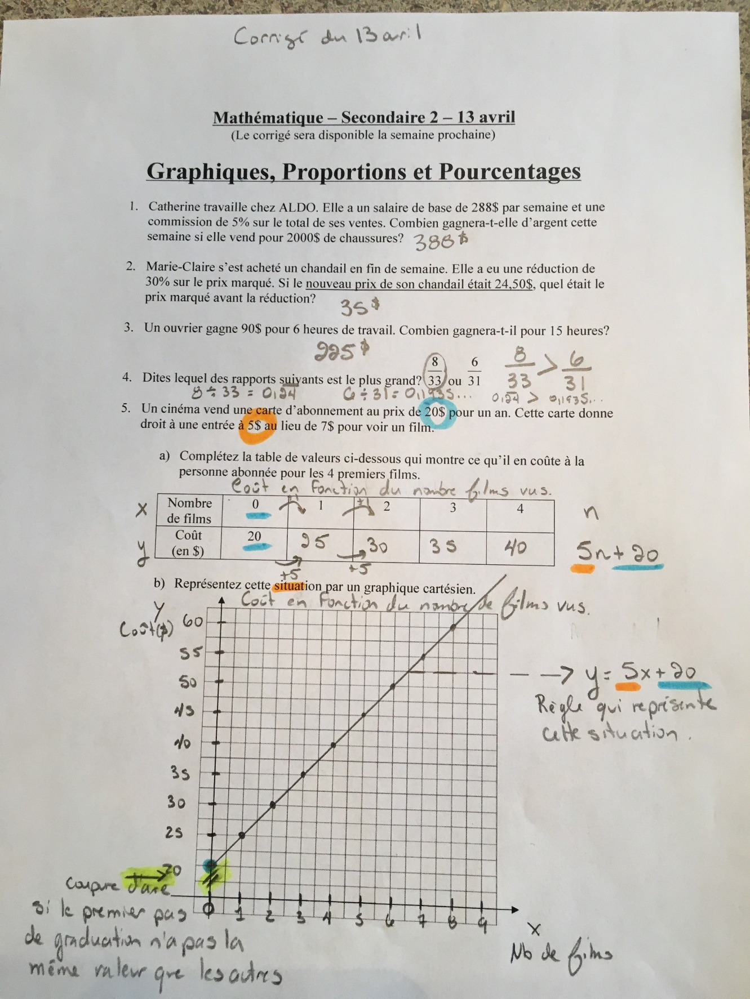 Corrigé du 13 avril
Mathématique – Secondaire 2 – 13 avril
(Le corrigé sera disponible la semaine prochaine)
Graphiques, Proportions et Pourcentages
1. Catherine travaille chez ALDO. Elle a un salaire de base de 288$ par semaine et une
commission de 5% sur le total de ses ventes. Combien gagnera-t-elle d'argent cette
semaine si elle vend pour 2000$ de chaussures? 388$
2. Marie-Claire s'est acheté un chandail en fin de semaine. Elle a eu une réduction de
30% sur le prix marqué. Si le nouveau prix de son chandail était 24,50$, quel était le
prix marqué avant la réduction? 35$
3. Un ouvrier gagne 90$ pour 6 heures de travail. Combien gagnera-t-il pour 15 heures?
225$
4. Dites lequel des rapports suivants est le plus grand? 8/33 ou 6/31 8/33 > 6/31
8 ÷ 33 = 0,24 6 ÷ 31 = 0,1935... 0,24 > 0,1935...
5. Un cinéma vend une carte d'abonnement au prix de 20$ pour un an. Cette carte donne
droit à une entrée à 5$ au lieu de 7$ pour voir un film.
a) Complétez la table de valeurs ci-dessous qui montre ce qu'il en coûte à la
personne abonnée pour les 4 premiers films.
Coût en fonction du nombre films vus.
x Nombre de films 0 1 2 3 4 n
+1 +1
y Coût (en $) 20 25 30 35 40 5n + 20
+5 +5
b) Représentez cette situation par un graphique cartésien.
Coût en fonction du nombre de films vus.
y
Coût($) 60
55
50 y = 5x + 20
Règle qui représente
45
cette situation.
40
35
30
25
20
Coupure d'axe
si le premier pas
0 1 2 3 4 5 6 7 8 9
de graduation n'a pas la
x
Nb de films
même valeur que les autres